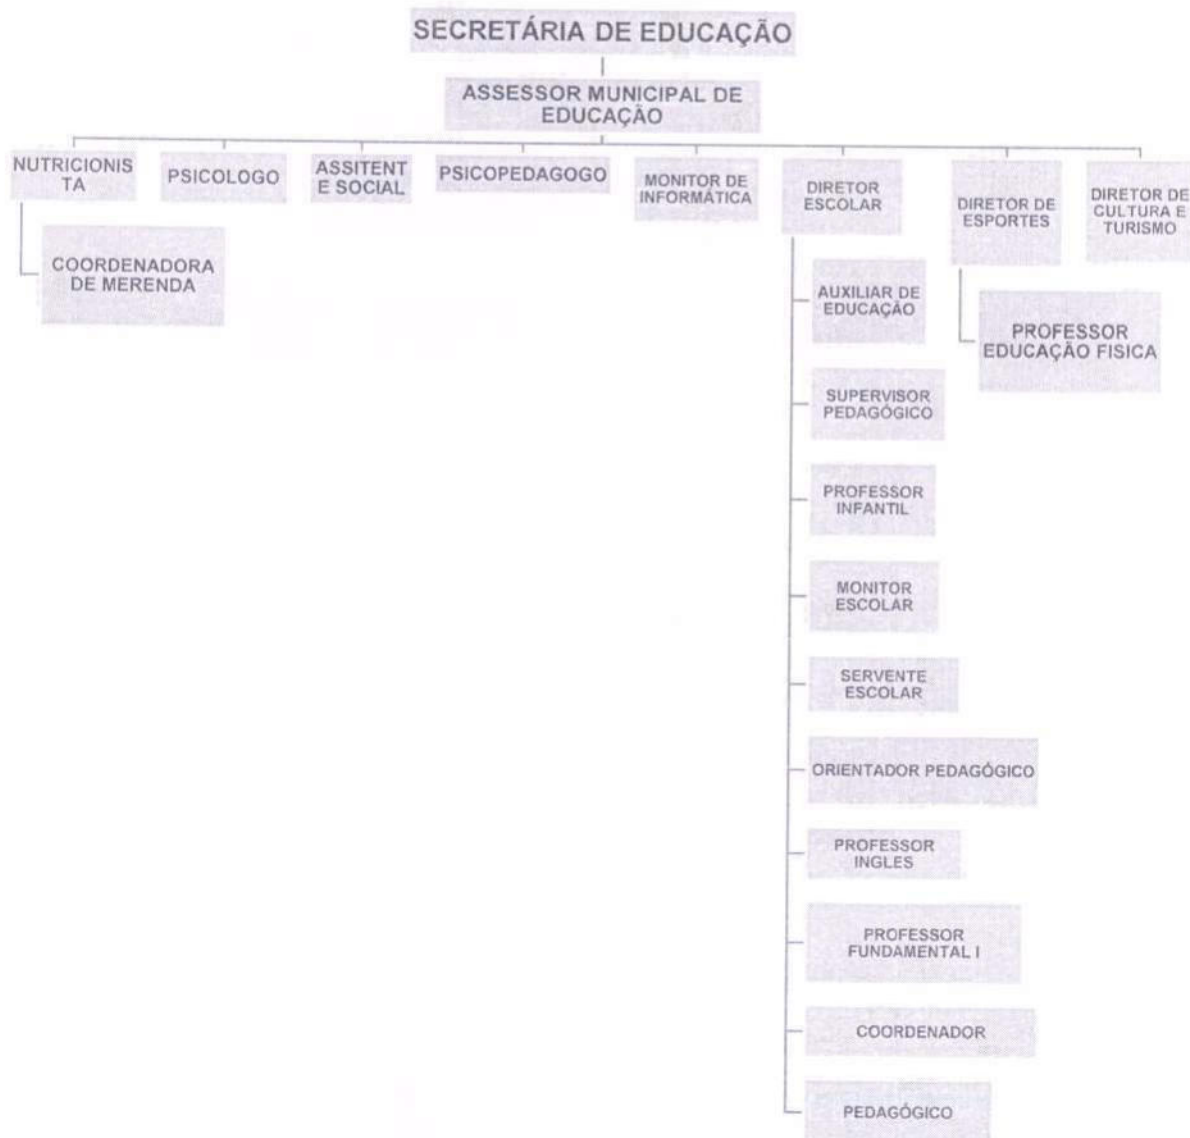 SECRETÁRIA DE EDUCAÇÃO
ASSESSOR MUNICIPAL DE
EDUCAÇÃO
NUTRICIONIS
TA
PSICOLOGO
ASSITENT
E SOCIAL
PSICOPEDAGOGO
MONITOR DE
INFORMÁTICA
DIRETOR
ESCOLAR
DIRETOR DE
ESPORTES
DIRETOR DE
CULTURA E
TURISMO
COORDENADORA
DE MERENDA
AUXILIAR DE
EDUCAÇÃO
PROFESSOR
EDUCAÇÃO FISICA
SUPERVISOR
PEDAGÓGICO
PROFESSOR
INFANTIL
MONITOR
ESCOLAR
SERVENTE
ESCOLAR
ORIENTADOR PEDAGÓGICO
PROFESSOR
INGLES
PROFESSOR
FUNDAMENTAL I
COORDENADOR
PEDAGÓGICO